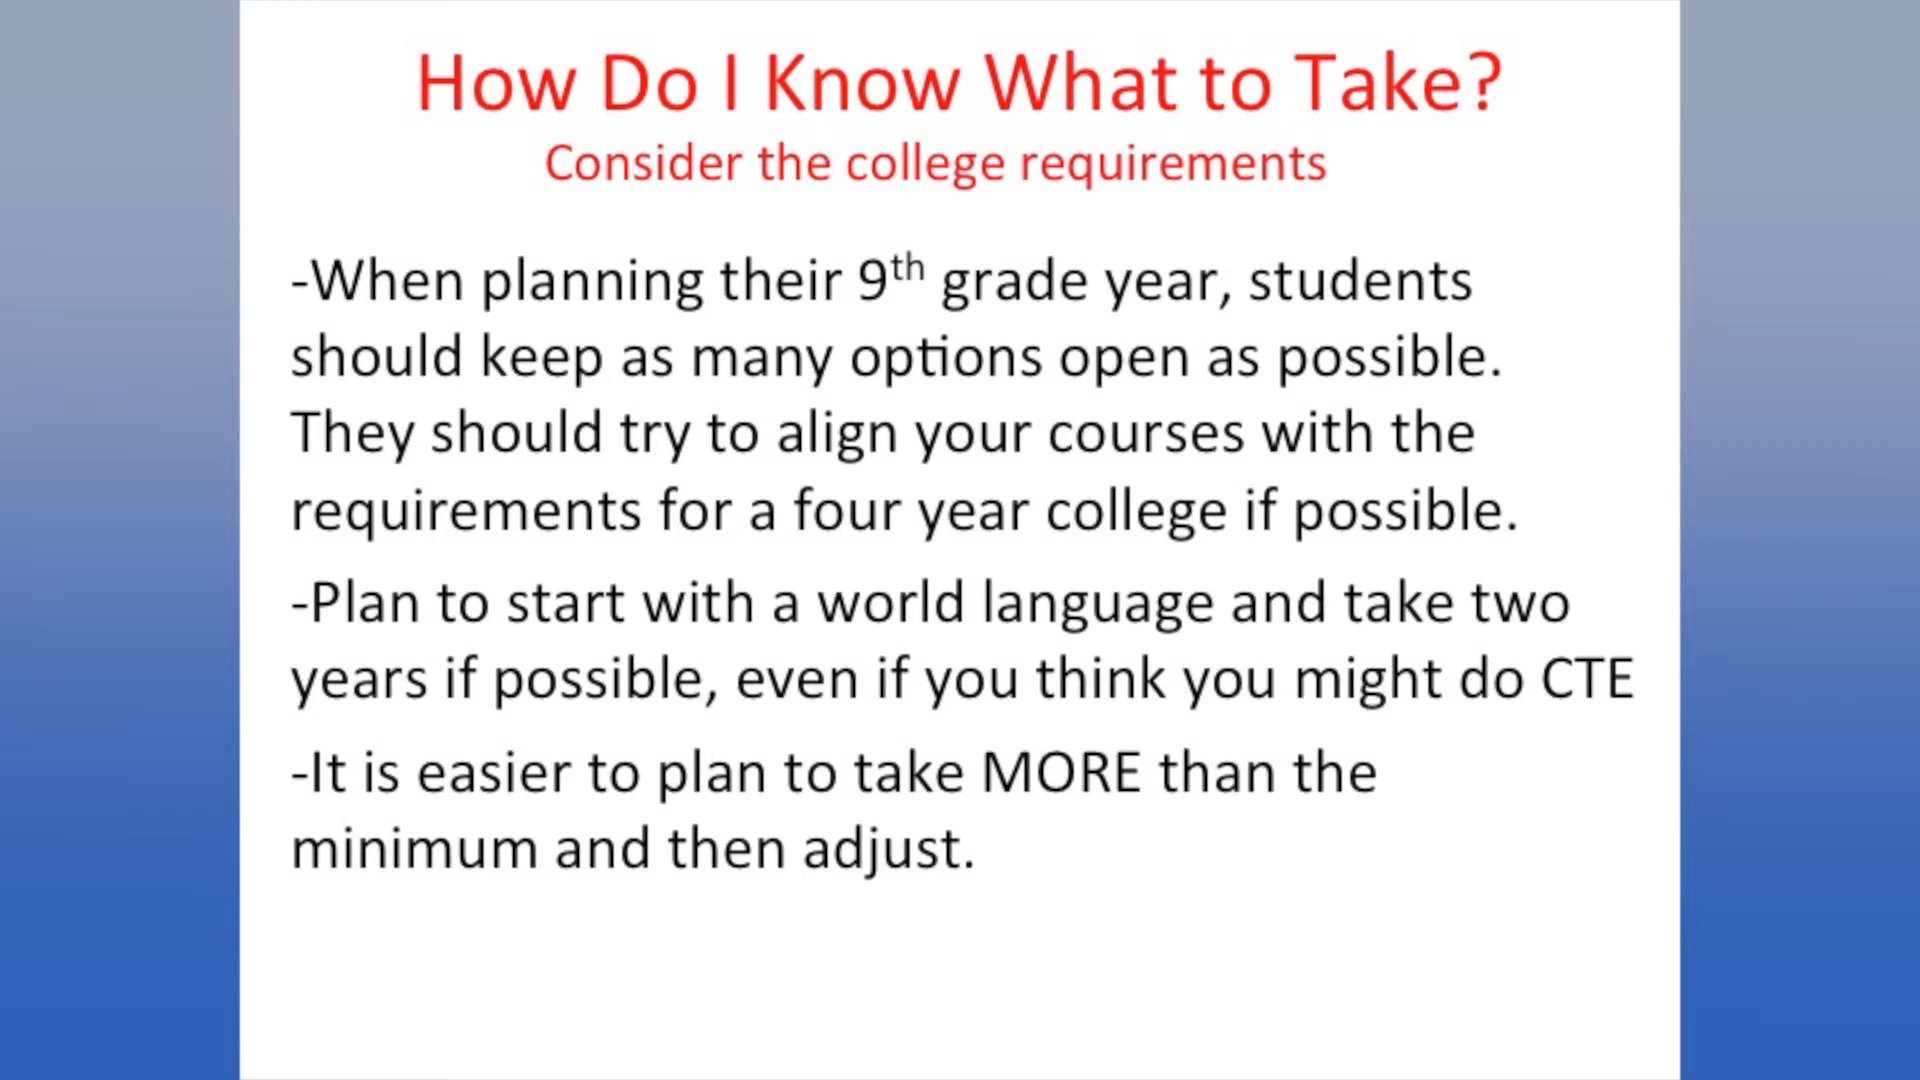 How Do I Know What to Take?
Consider the college requirements
-When planning their 9th grade year, students
should keep as many options open as possible.
They should try to align your courses with the
requirements for a four year college if possible.
-Plan to start with a world language and take two
years if possible, even if you think you might do CTE
-It is easier to plan to take MORE than the
minimum and then adjust.